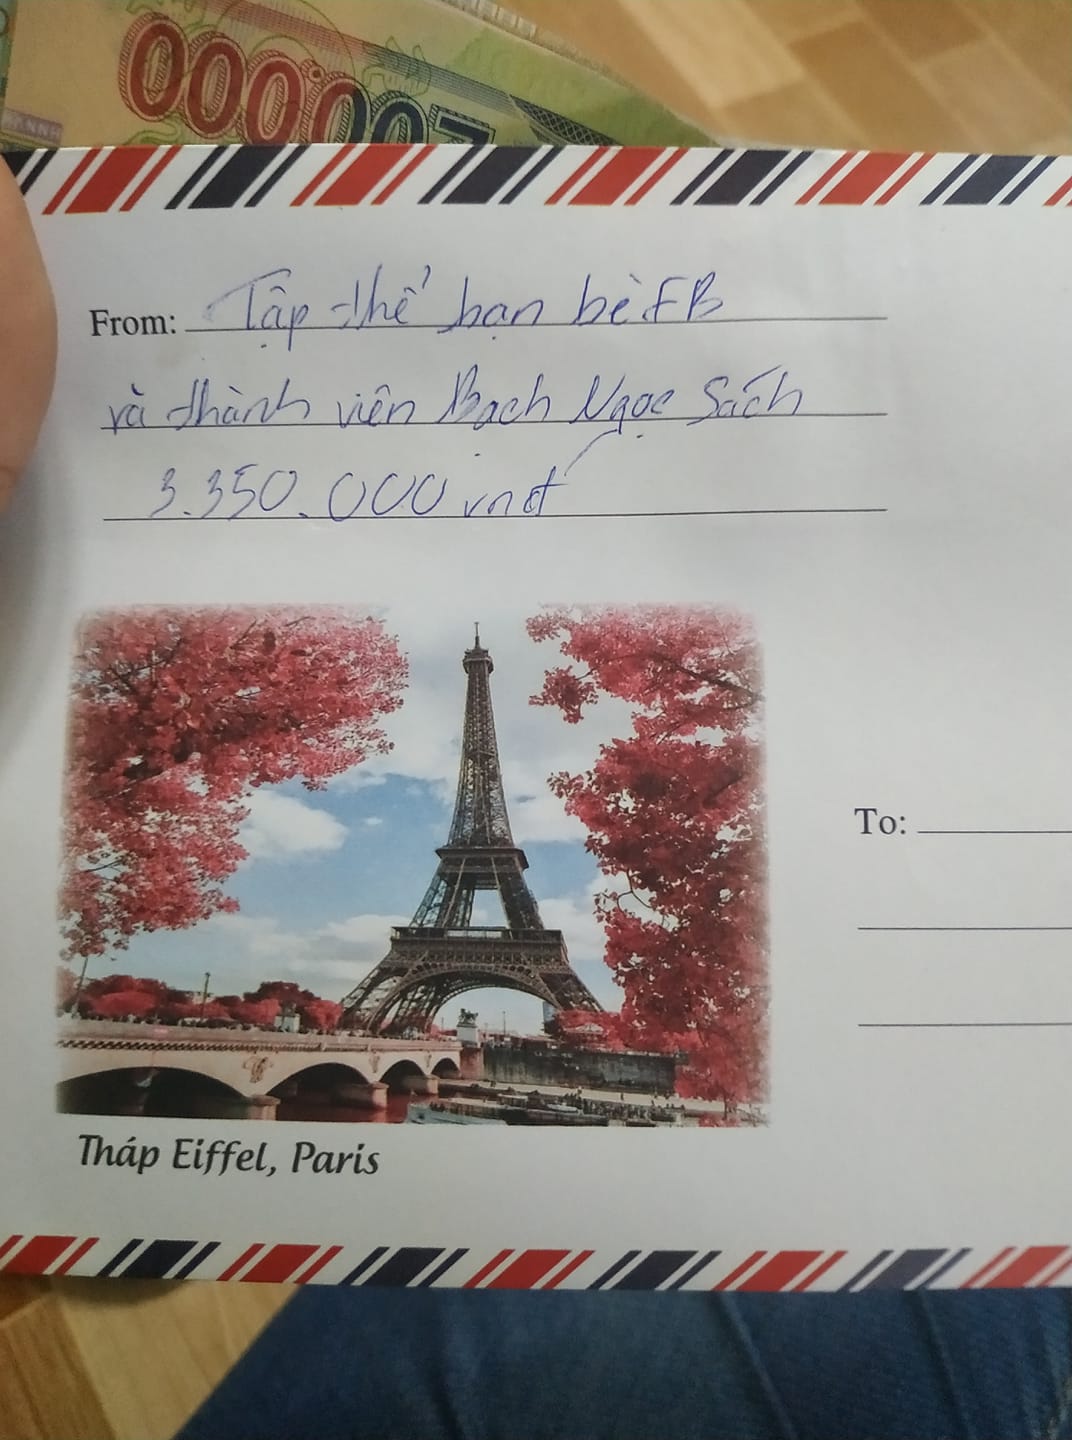 000007
From: Tập thể bạn bè FB
và thành viên Bạch Ngọc Sách
3.350.000 vnđ
To:
Tháp Eiffel, Paris